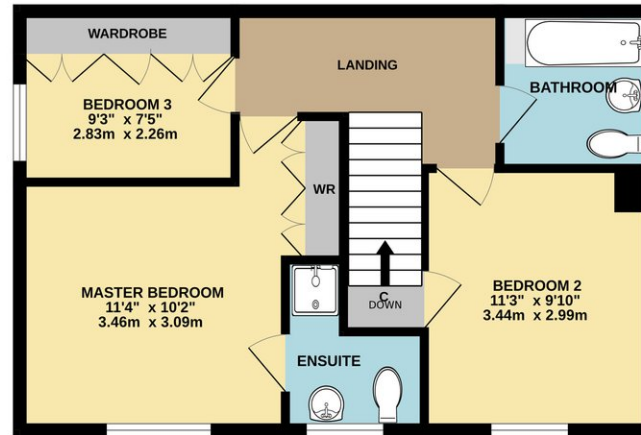 WARDROBE
LANDING
BATHROOM
BEDROOM 3
9'3" x 7'5"
2.83m x 2.26m
WR
MASTER BEDROOM
11'4" x 10'2"
3.46m x 3.09m
C
DOWN
BEDROOM 2
11'3" x 9'10"
3.44m x 2.99m
ENSUITE